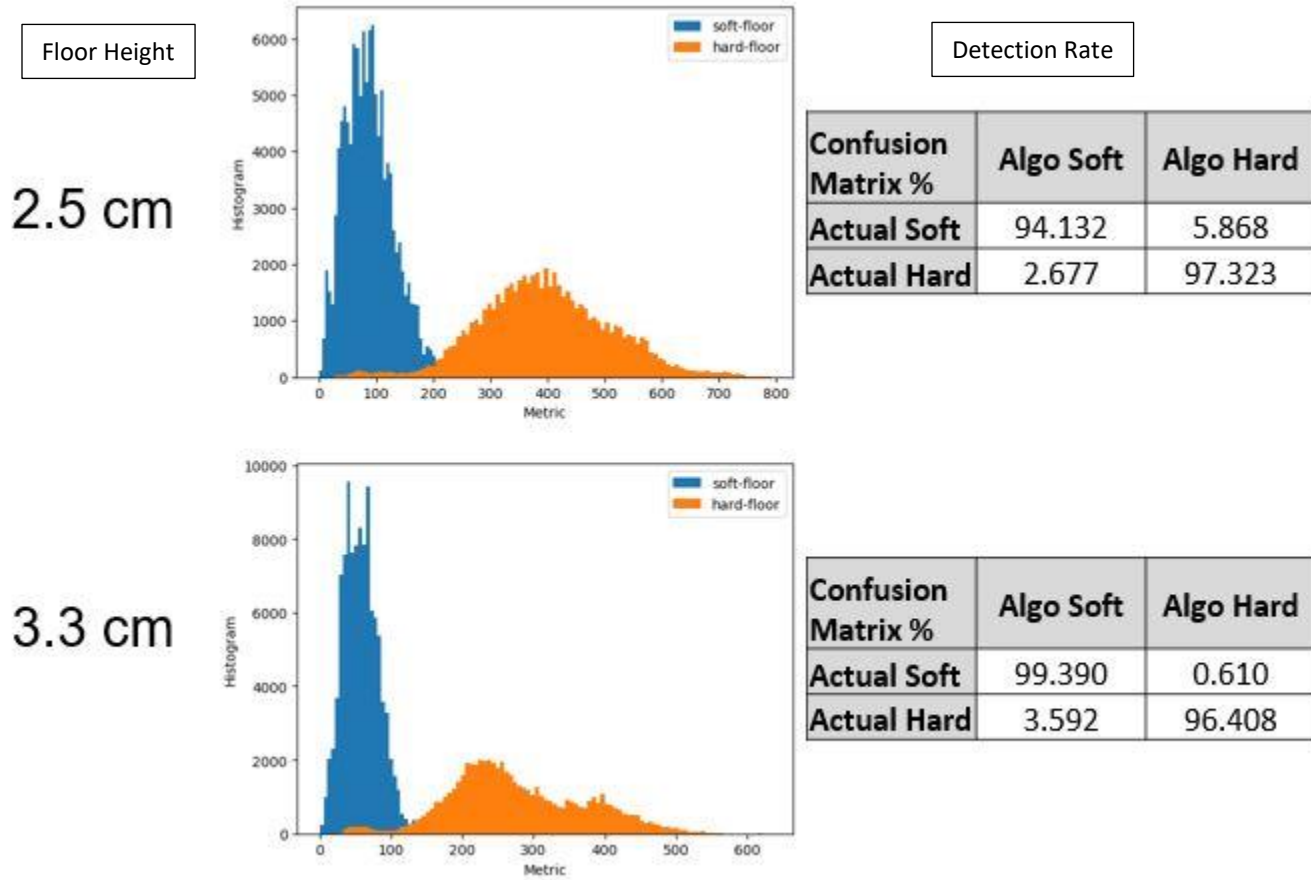 Floor Height
Detection Rate
2.5 cm
soft-floor
hard-floor
6000
5000
4000
3000
2000
1000
0
Histogram
0 100 200 300 400 500 600 700 800
Metric
Confusion Matrix % Algo Soft Algo Hard
Actual Soft 94.132 5.868
Actual Hard 2.677 97.323
3.3 cm
soft-floor
hard-floor
10000
8000
6000
4000
2000
0
Histogram
0 100 200 300 400 500 600
Metric
Confusion Matrix % Algo Soft Algo Hard
Actual Soft 99.390 0.610
Actual Hard 3.592 96.408